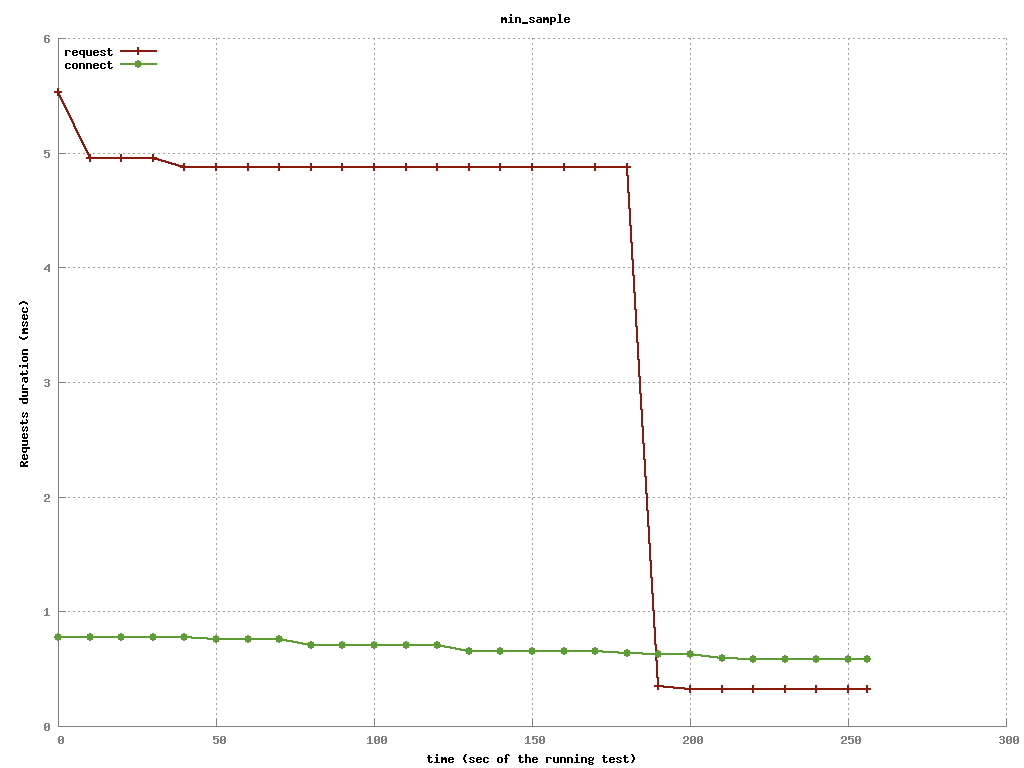 min_sample
request
connect
6
5
4
3
2
1
0
Requests duration (msec)
0 50 100 150 200 250 300
time (sec of the running test)